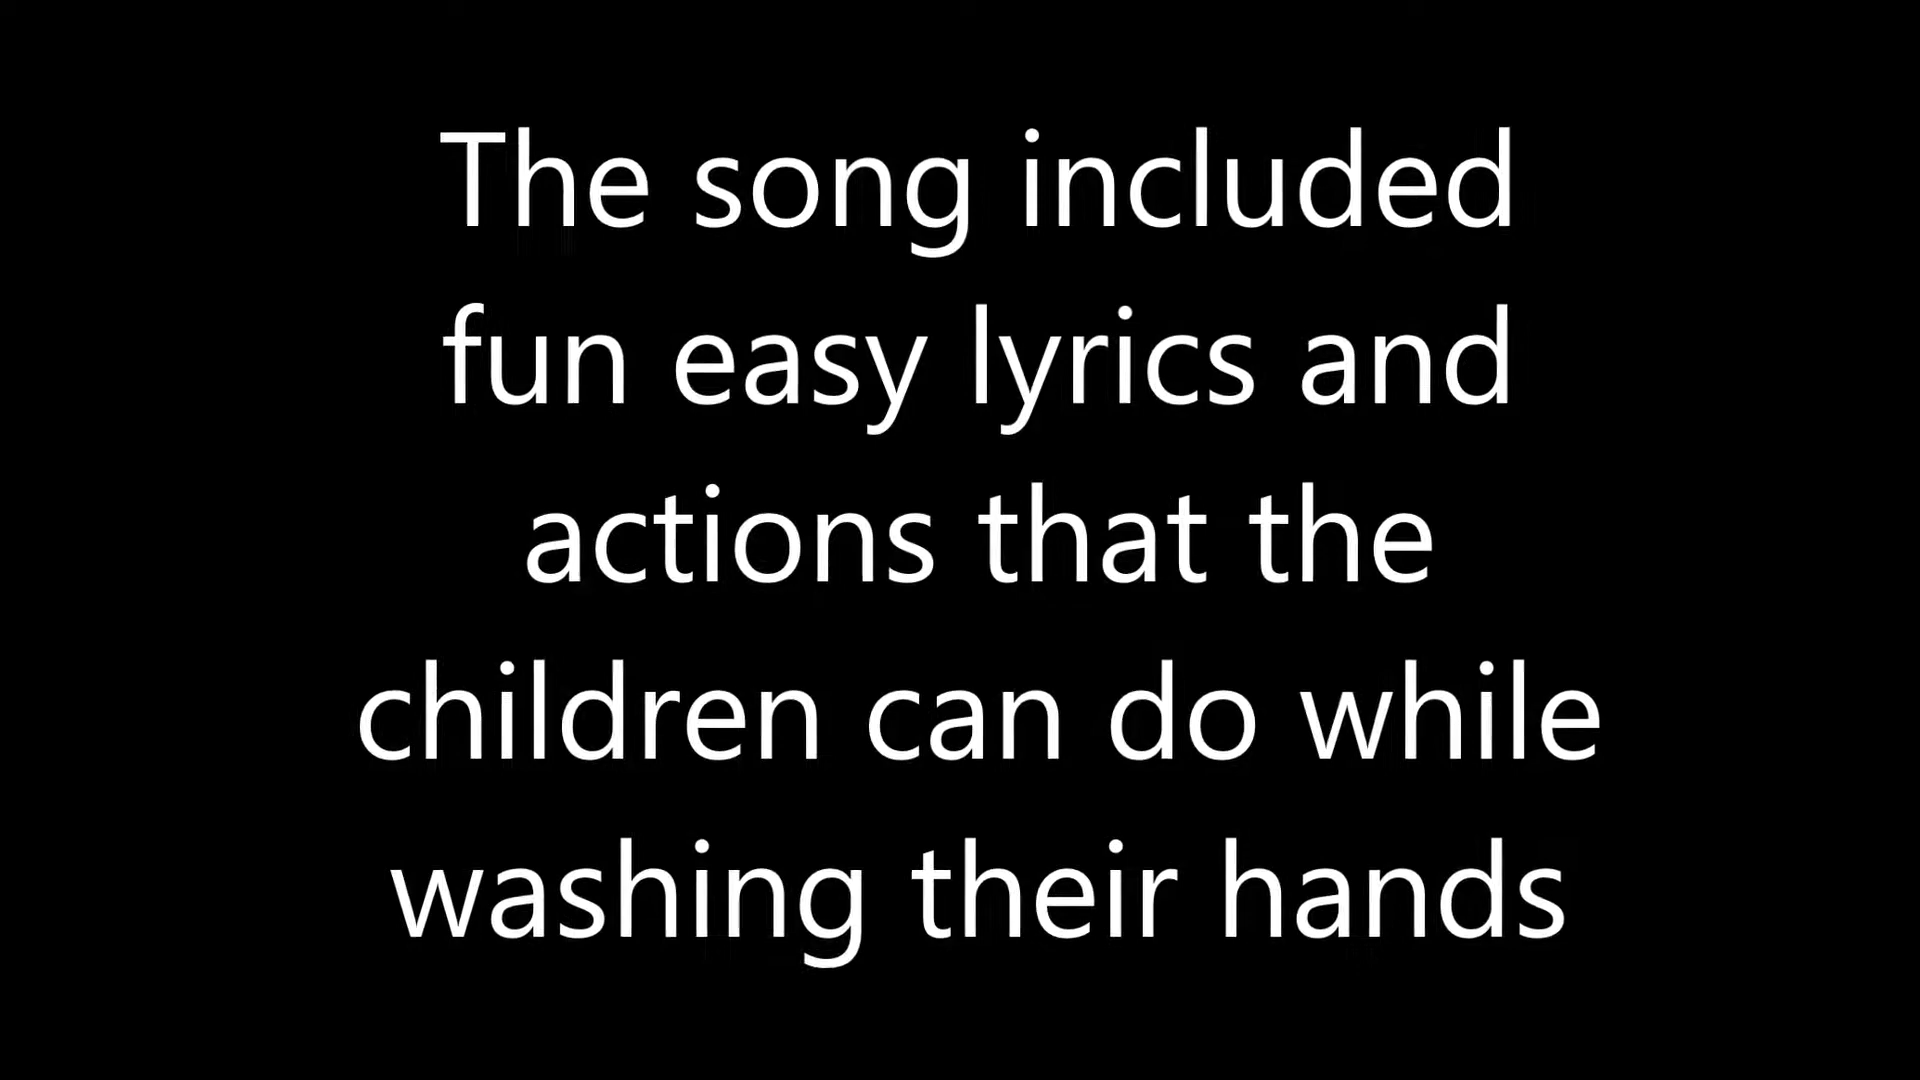 The song included
fun easy lyrics and
actions that the
children can do while
washing their hands